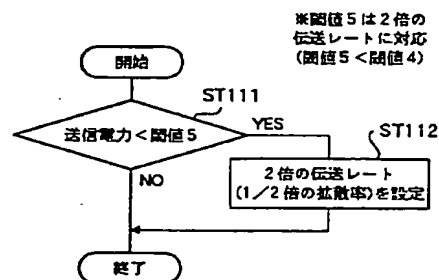 ※閾値5は2倍の
伝送レートに対応
(閾値5<閾値4)
開始
ST111
送信電力<閾値5
YES
ST112
NO
2倍の伝送レート
(1/2倍の拡散率)を設定
終了